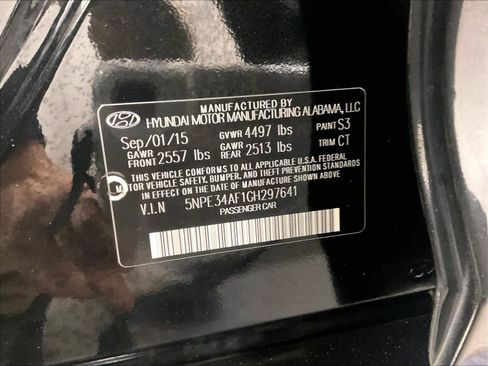 MANUFACTURED BY
HYUNDAI MOTOR MANUFACTURING ALABAMA, LLC
Sep/01/15 GVWR 4497 lbs PAINT S3
GAWR FRONT 2557 lbs GAWR REAR 2513 lbs TRIM CT
THIS VEHICLE CONFORMS TO ALL APPLICABLE U.S.A. FEDERAL
MOTOR VEHICLE SAFETY, BUMPER, AND THEFT PREVENTION STANDARDS
IN EFFECT ON THE DATE OF MANUFACTURE SHOWN ABOVE.
V.I.N 5NPE34AF1GH297641
PASSENGER CAR